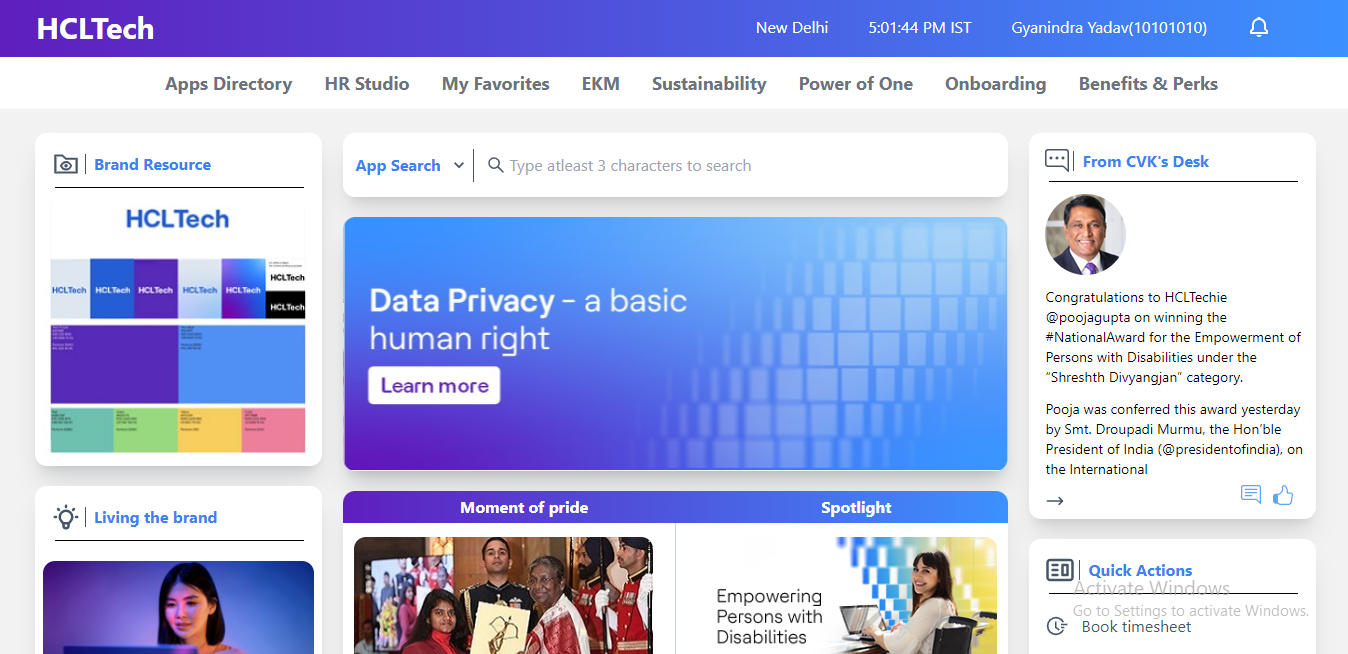 HCLTech
New Delhi
5:01:44 PM IST
Gyanindra Yadav(10101010)
Apps Directory
HR Studio
My Favorites
EKM
Sustainability
Power of One
Onboarding
Benefits & Perks
Brand Resource
HCLTech
HCLTech
HCLTech
HCLTech
HCLTech
HCLTech
HCLTech
HCLTech
Living the brand
App Search
Type atleast 3 characters to search
Data Privacy - a basic
human right
Learn more
Moment of pride
Spotlight
Empowering
Persons with
Disabilities
From CVK's Desk
Congratulations to HCLTechie
@poojagupta on winning the
#NationalAward for the Empowerment of
Persons with Disabilities under the
“Shreshth Divyangjan” category.
Pooja was conferred this award yesterday
by Smt. Droupadi Murmu, the Hon’ble
President of India (@presidentofindia), on
the International
Quick Actions
Activate Windows
Go to Settings to activate Windows.
Book timesheet